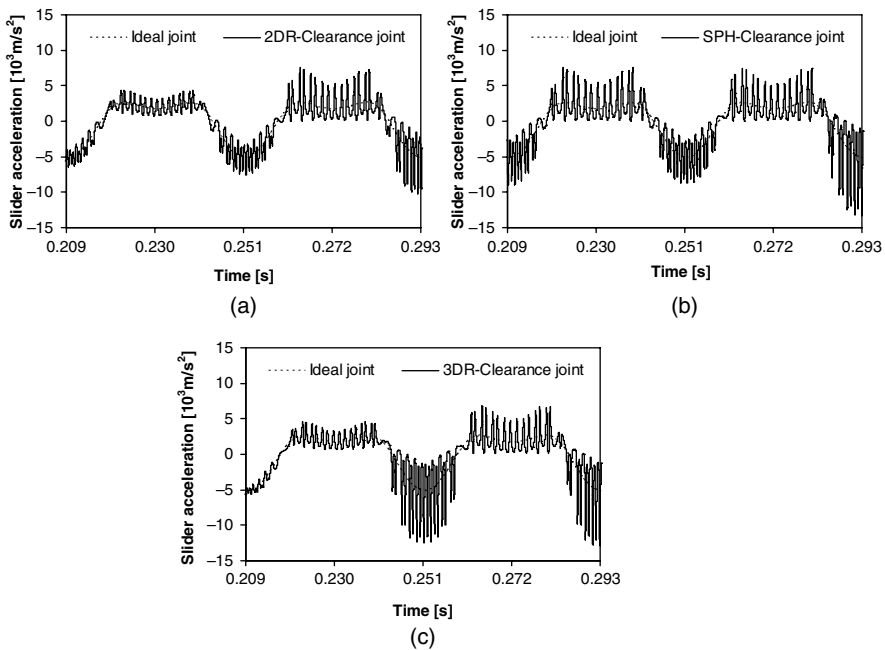 15
10
5
0
–5
–10
–15
Slider acceleration [10³m/s²]
Ideal joint
2DR-Clearance joint
0.209 0.230 0.251 0.272 0.293
Time [s]
(a)
15
10
5
0
–5
–10
–15
Slider acceleration [10³m/s²]
Ideal joint
SPH-Clearance joint
0.209 0.230 0.251 0.272 0.293
Time [s]
(b)
15
10
5
0
–5
–10
–15
Slider acceleration [10³m/s²]
Ideal joint
3DR-Clearance joint
0.209 0.230 0.251 0.272 0.293
Time [s]
(c)